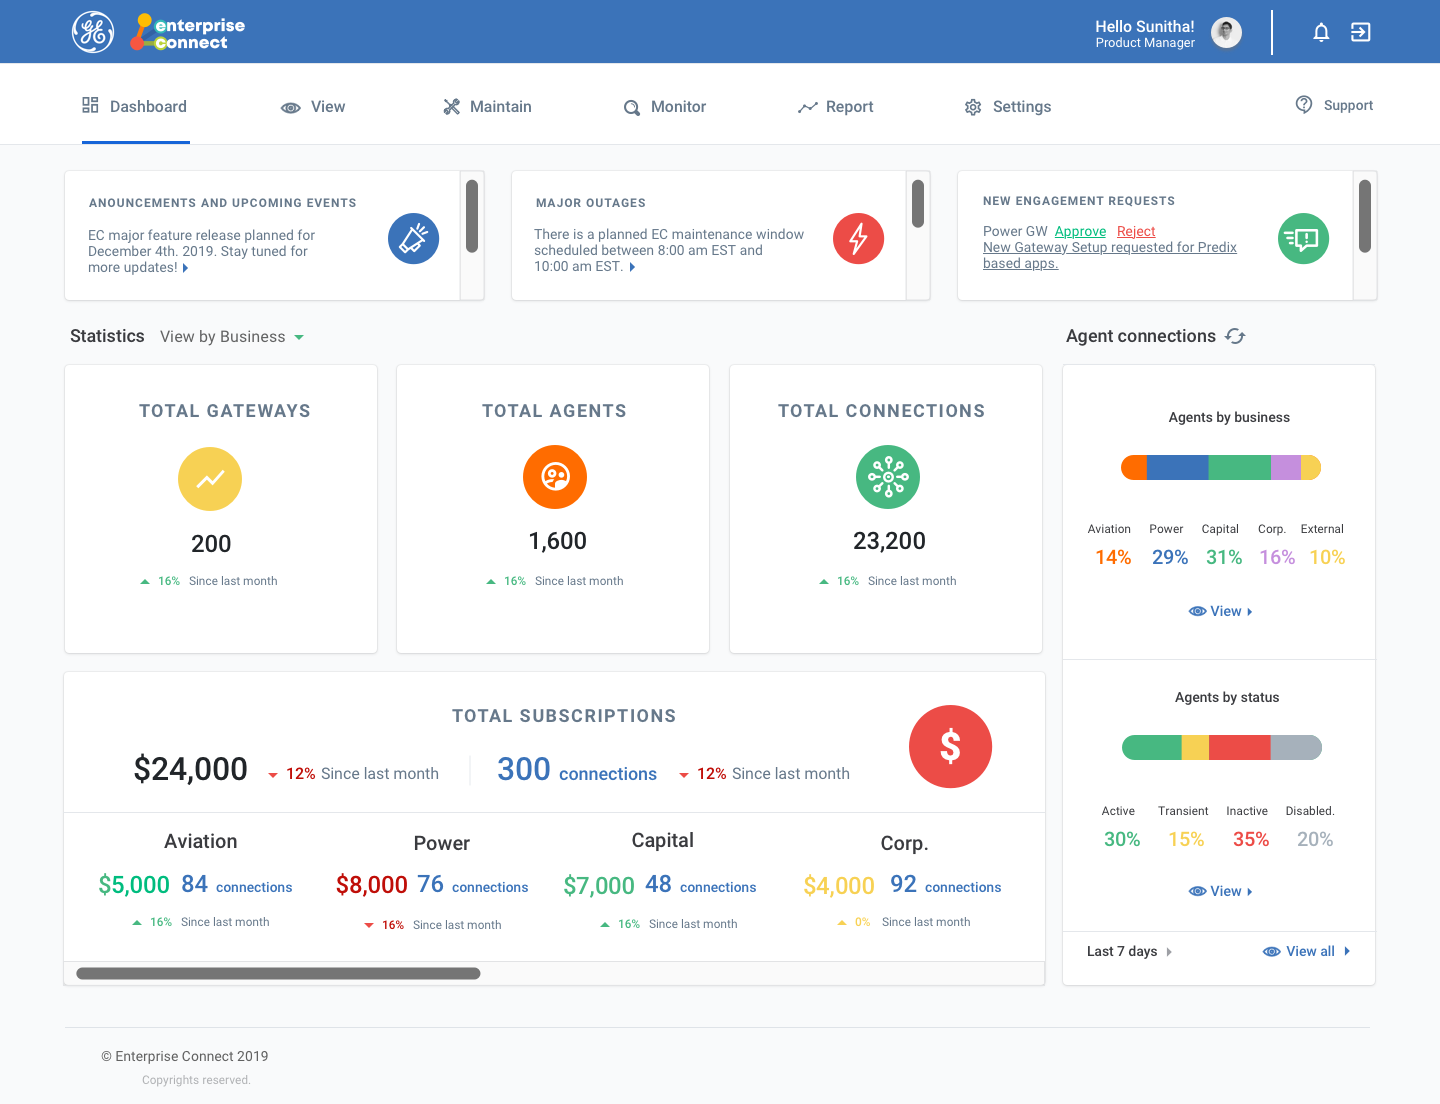 GE
enterprise
connect
Hello Sunitha!
Product Manager
Dashboard
View
Maintain
Monitor
Report
Settings
Support
ANOUNCEMENTS AND UPCOMING EVENTS
EC major feature release planned for
December 4th. 2019. Stay tuned for
more updates!
MAJOR OUTAGES
There is a planned EC maintenance window
scheduled between 8:00 am EST and
10:00 am EST.
NEW ENGAGEMENT REQUESTS
Power GW Approve Reject
New Gateway Setup requested for Predix
based apps.
Statistics View by Business
Agent connections
TOTAL GATEWAYS
200
16% Since last month
TOTAL AGENTS
1,600
16% Since last month
TOTAL CONNECTIONS
23,200
16% Since last month
Agents by business
Aviation Power Capital Corp. External
14% 29% 31% 16% 10%
View
Agents by status
Active Transient Inactive Disabled.
30% 15% 35% 20%
View
Last 7 days View all
TOTAL SUBSCRIPTIONS
$
$24,000 12% Since last month 300 connections 12% Since last month
Aviation
$5,000 84 connections
16% Since last month
Power
$8,000 76 connections
16% Since last month
Capital
$7,000 48 connections
16% Since last month
Corp.
$4,000 92 connections
0% Since last month
© Enterprise Connect 2019
Copyrights reserved.